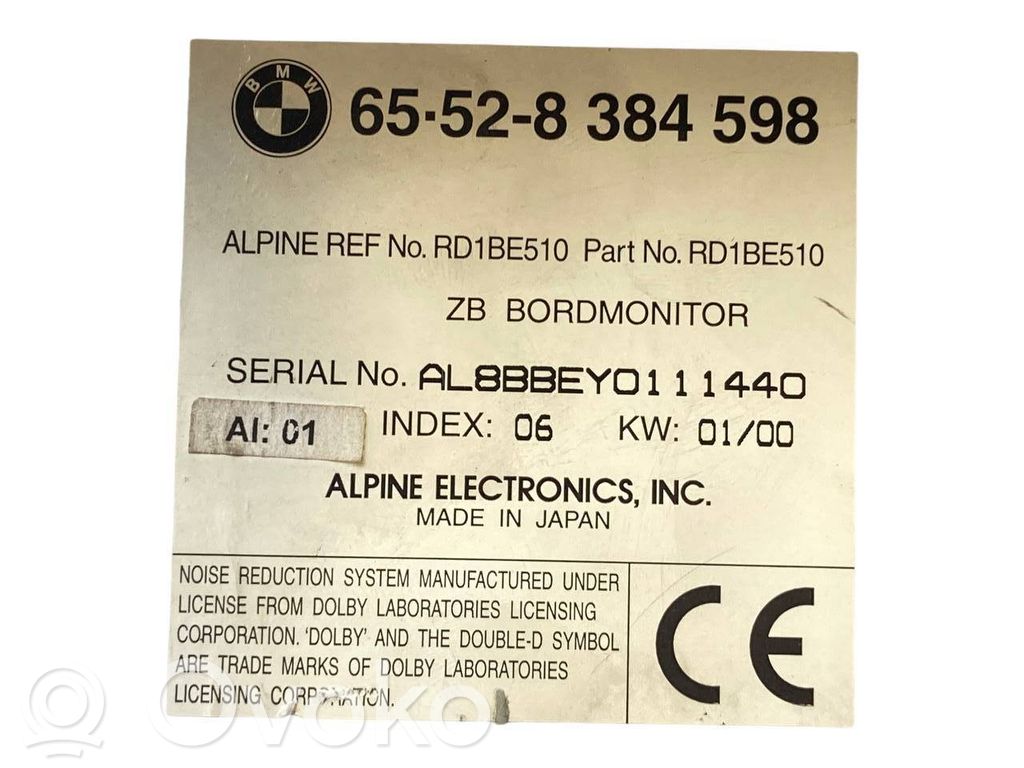 BMW
65·52-8 384 598
ALPINE REF No. RD1BE510 Part No. RD1BE510
ZB BORDMONITOR
SERIAL No. AL8BBEY0111440
AI: 01 INDEX: 06 KW: 01/00
ALPINE ELECTRONICS, INC.
MADE IN JAPAN
NOISE REDUCTION SYSTEM MANUFACTURED UNDER
LICENSE FROM DOLBY LABORATORIES LICENSING
CORPORATION. 'DOLBY' AND THE DOUBLE-D SYMBOL
ARE TRADE MARKS OF DOLBY LABORATORIES
LICENSING CORPORATION.
CE
Ovoko